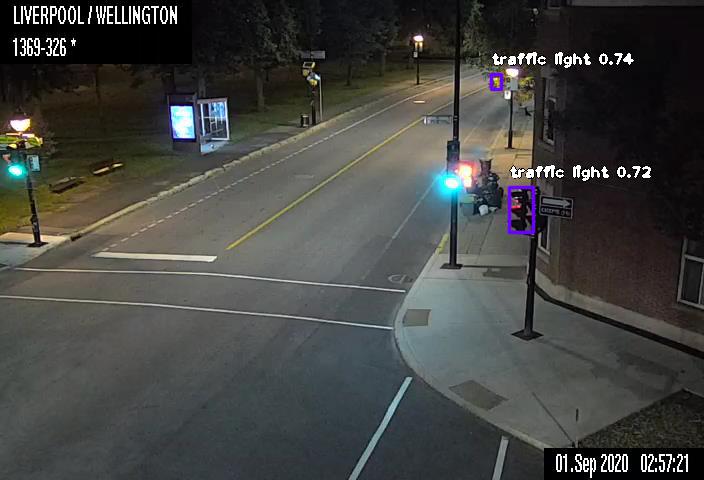 LIVERPOOL / WELLINGTON
1369-326 *
traffic light 0.74
traffic light 0.72
01.Sep 2020 02:57:21